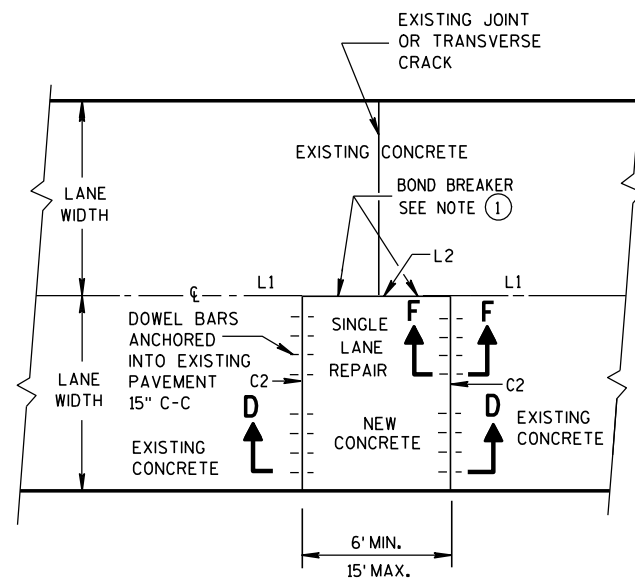 EXISTING JOINT
OR TRANSVERSE
CRACK
EXISTING CONCRETE
LANE
WIDTH
BOND BREAKER
SEE NOTE 1
L2
℄
L1
L1
DOWEL BARS
ANCHORED
INTO EXISTING
PAVEMENT
15" C-C
SINGLE
LANE
REPAIR
F
F
LANE
WIDTH
C2
C2
D
D
NEW
CONCRETE
EXISTING
CONCRETE
EXISTING
CONCRETE
6' MIN.
15' MAX.